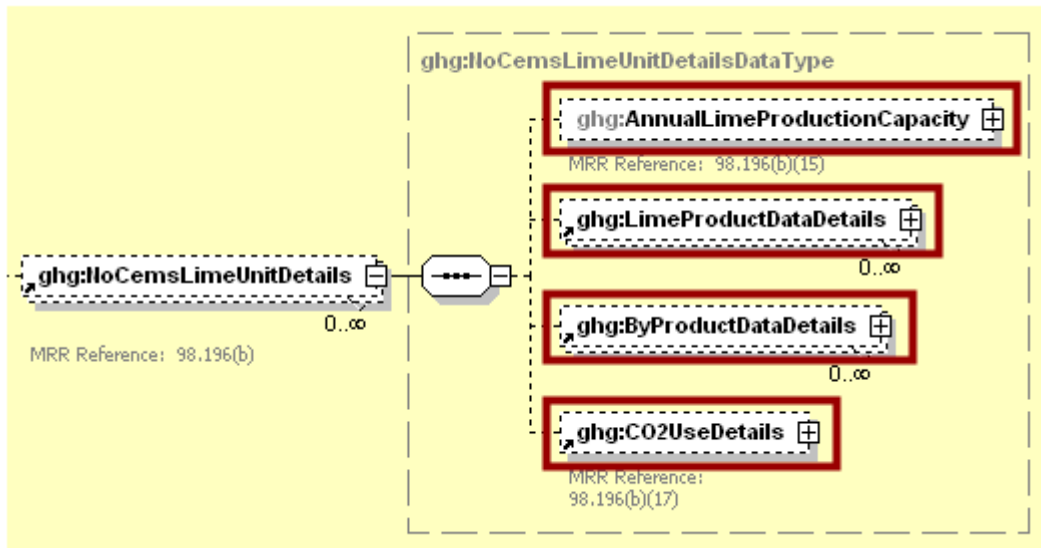 ghg:NoCemsLimeUnitDetailsDataType
ghg:AnnualLimeProductionCapacity
MRR Reference: 98.196(b)(15)
ghg:LimeProductDataDetails
0..∞
ghg:NoCemsLimeUnitDetails
0..∞
MRR Reference: 98.196(b)
ghg:ByProductDataDetails
0..∞
ghg:CO2UseDetails
MRR Reference:
98.196(b)(17)